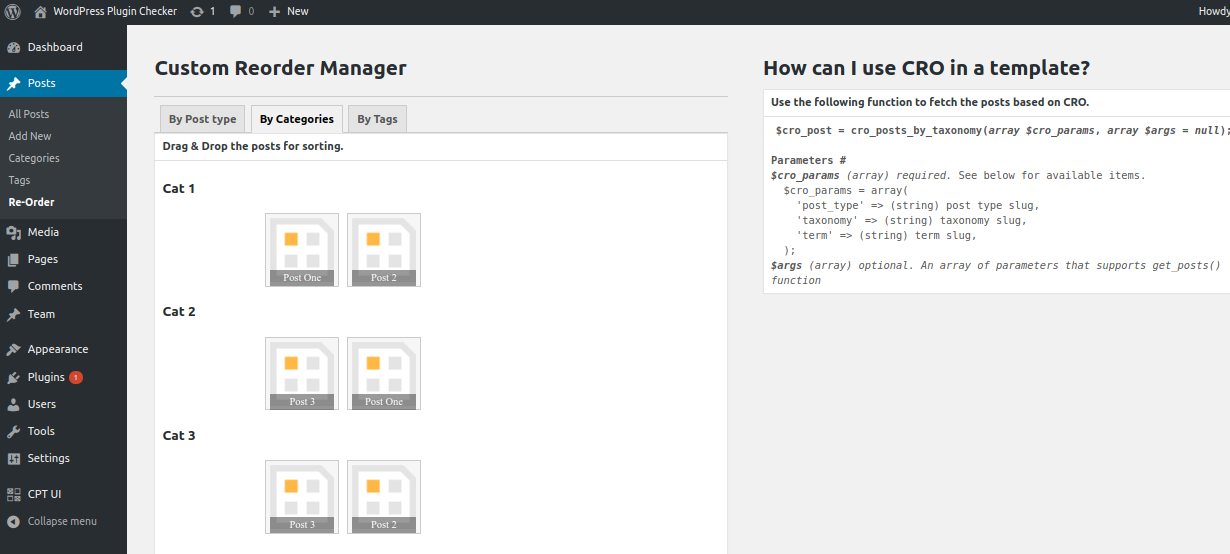 WordPress Plugin Checker 1 0 New
Howdy
Dashboard
Posts
All Posts
Add New
Categories
Tags
Re-Order
Media
Pages
Comments
Team
Appearance
Plugins 1
Users
Tools
Settings
CPT UI
Collapse menu
Custom Reorder Manager
By Post type By Categories By Tags
Drag & Drop the posts for sorting.
Cat 1
Post One Post 2
Cat 2
Post 3 Post One
Cat 3
Post 3 Post 2
How can I use CRO in a template?
Use the following function to fetch the posts based on CRO.
$cro_post = cro_posts_by_taxonomy(array $cro_params, array $args = null);
Parameters #
$cro_params (array) required. See below for available items.
$cro_params = array(
'post_type' => (string) post type slug,
'taxonomy' => (string) taxonomy slug,
'term' => (string) term slug,
);
$args (array) optional. An array of parameters that supports get_posts()
function